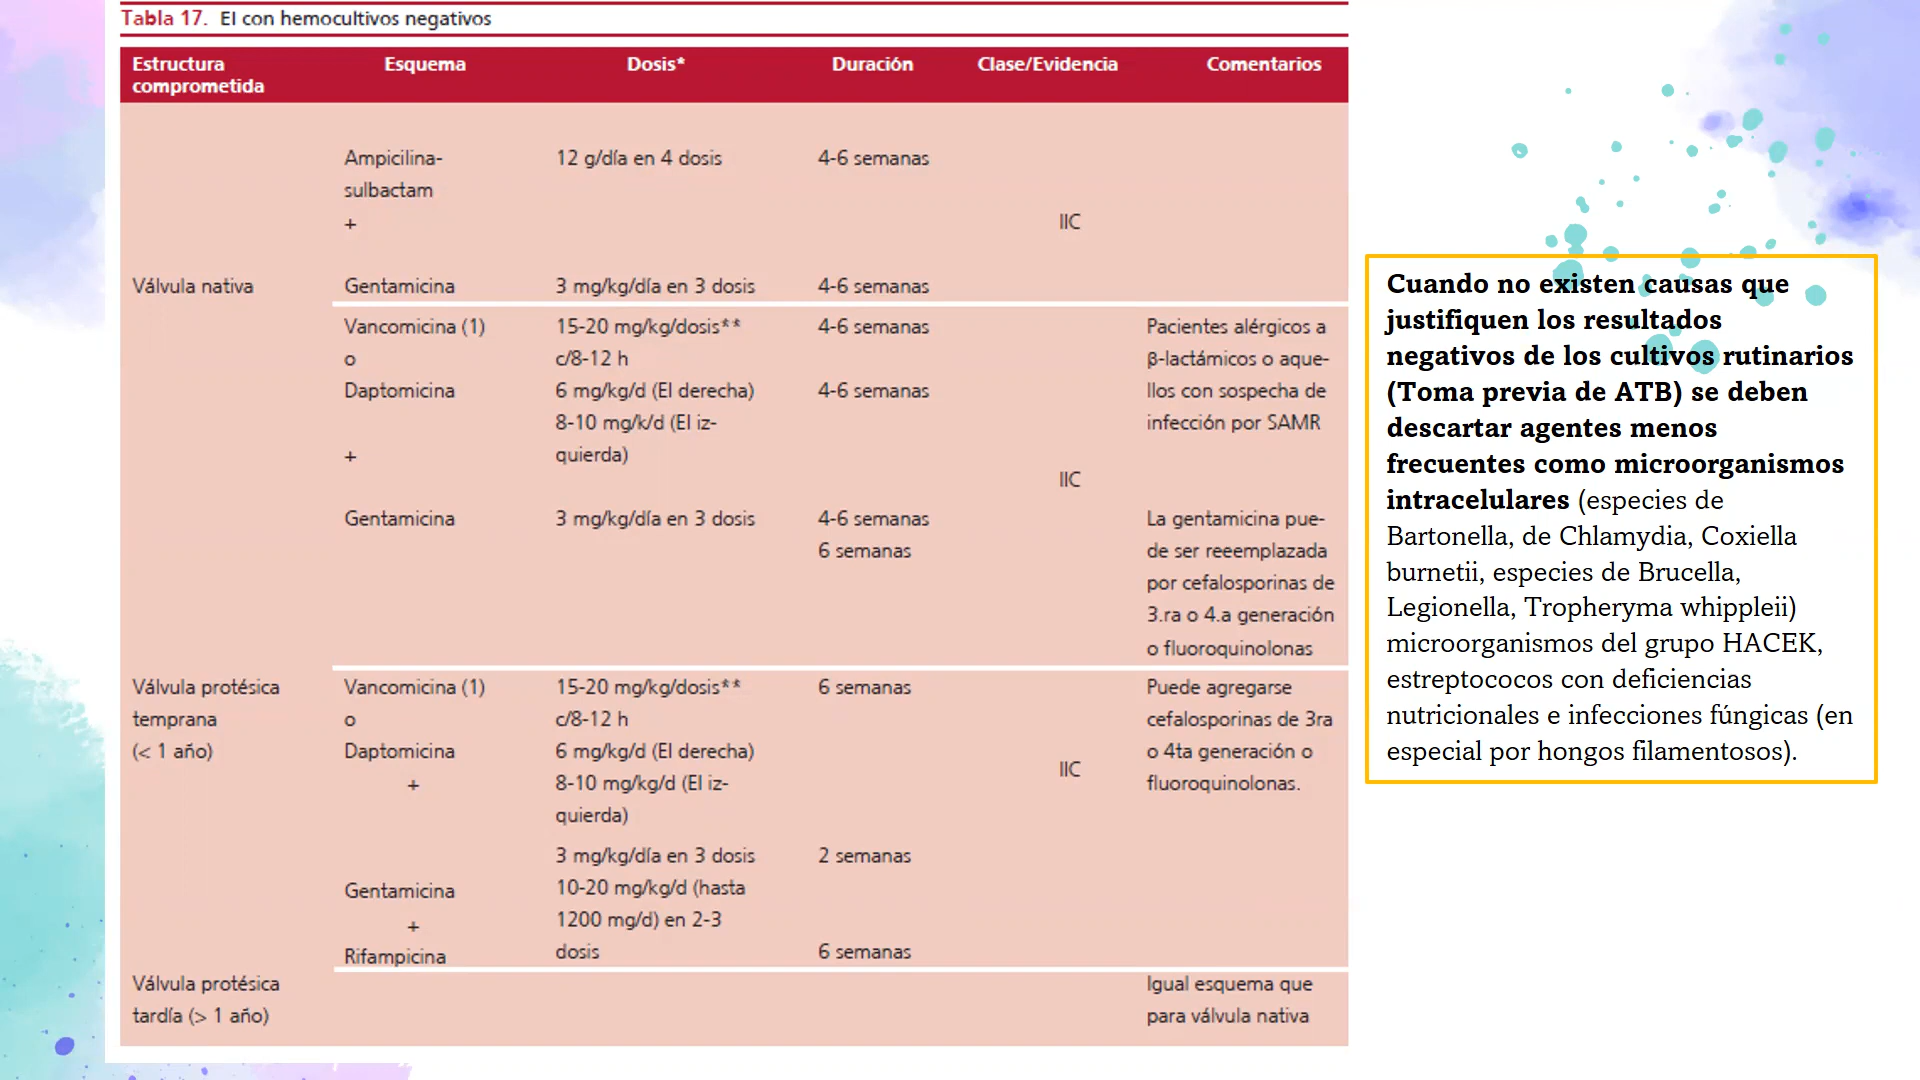 Tabla 17. EI con hemocultivos negativos
Estructura comprometida Esquema Dosis* Duración Clase/Evidencia Comentarios
Ampicilina- 12 g/día en 4 dosis 4-6 semanas
sulbactam
+ IIC
Válvula nativa Gentamicina 3 mg/kg/día en 3 dosis 4-6 semanas
Vancomicina (1) 15-20 mg/kg/dosis** 4-6 semanas Pacientes alérgicos a
o c/8-12 h β-lactámicos o aque-
Daptomicina 6 mg/kg/d (EI derecha) 4-6 semanas llos con sospecha de
8-10 mg/k/d (EI iz- infección por SAMR
+ quierda)
IIC
Gentamicina 3 mg/kg/día en 3 dosis 4-6 semanas La gentamicina pue-
6 semanas de ser reeemplazada
por cefalosporinas de
3.ra o 4.a generación
o fluoroquinolonas
Válvula protésica Vancomicina (1) 15-20 mg/kg/dosis** 6 semanas Puede agregarse
temprana o c/8-12 h cefalosporinas de 3ra
(< 1 año) Daptomicina 6 mg/kg/d (EI derecha) o 4ta generación o
IIC
+ 8-10 mg/kg/d (EI iz- fluoroquinolonas.
quierda)
3 mg/kg/día en 3 dosis 2 semanas
Gentamicina 10-20 mg/kg/d (hasta
+ 1200 mg/d) en 2-3
Rifampicina dosis 6 semanas
Válvula protésica Igual esquema que
tardía (> 1 año) para válvula nativa
Cuando no existen causas que
justifiquen los resultados
negativos de los cultivos rutinarios
(Toma previa de ATB) se deben
descartar agentes menos
frecuentes como microorganismos
intracelulares (especies de
Bartonella, de Chlamydia, Coxiella
burnetii, especies de Brucella,
Legionella, Tropheryma whippleii)
microorganismos del grupo HACEK,
estreptococos con deficiencias
nutricionales e infecciones fúngicas (en
especial por hongos filamentosos).